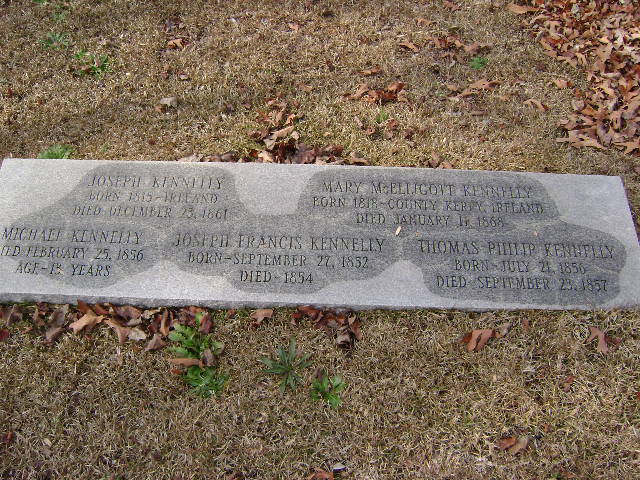 JOSEPH KENNELLY
BORN 1815-IRELAND
DIED DECEMBER 23, 1861
MARY McELLIGOTT KENNELLY
BORN 1818-COUNTY KERRY, IRELAND
DIED JANUARY 17, 1868
MICHAEL KENNELLY
DIED FEBRUARY 25, 1856
AGE-13 YEARS
JOSEPH FRANCIS KENNELLY
BORN-SEPTEMBER 27, 1852
DIED 1854
THOMAS PHILIP KENNELLY
BORN-JULY 21, 1856
DIED SEPTEMBER 23, 1857